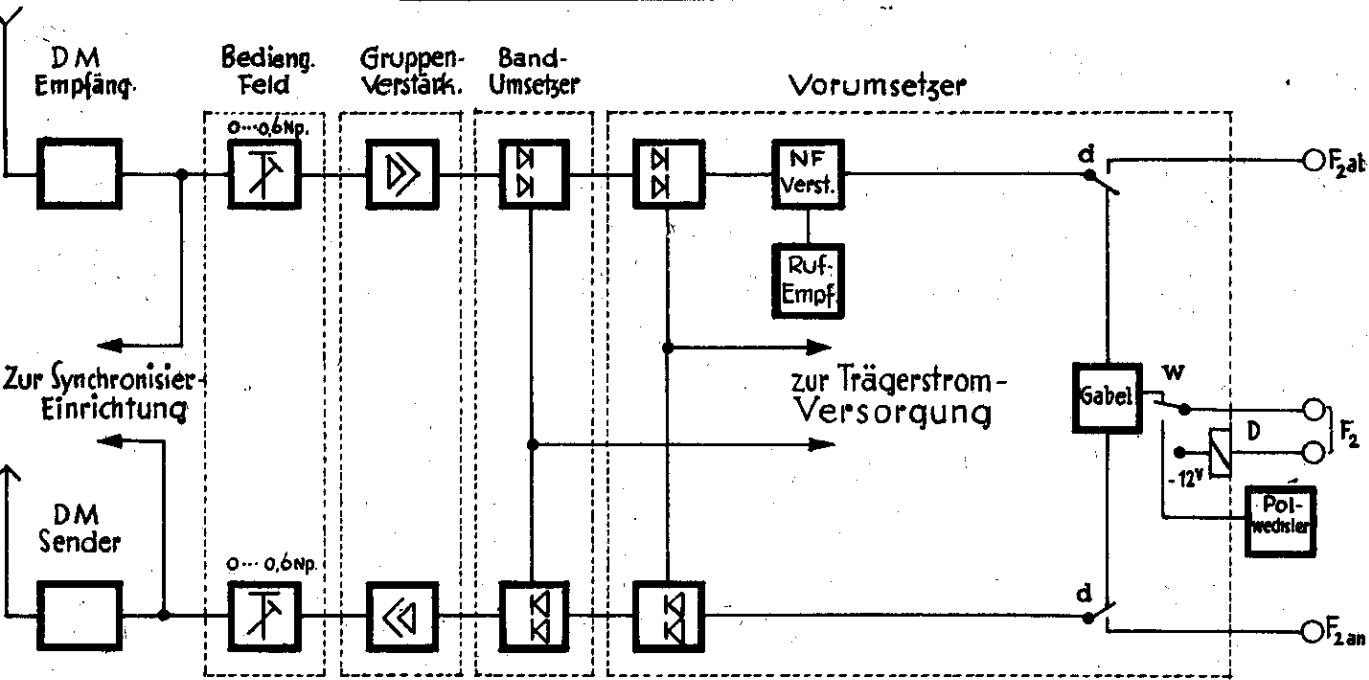 DM
Empfäng.
Bedieng.
Feld
Gruppen-
Verstärk.
Band-
Umsetzer
Vorumsetzer
0---0,6Np.
NF
Verst.
d
F2ab
Ruf-
Empf.
Zur Synchronisier-
Einrichtung
zur Trägerstrom-
Versorgung
Gabel
W
D
F2
-12V
Pol-
wechsler
DM
Sender
0--- 0,6Np.
d
F2an